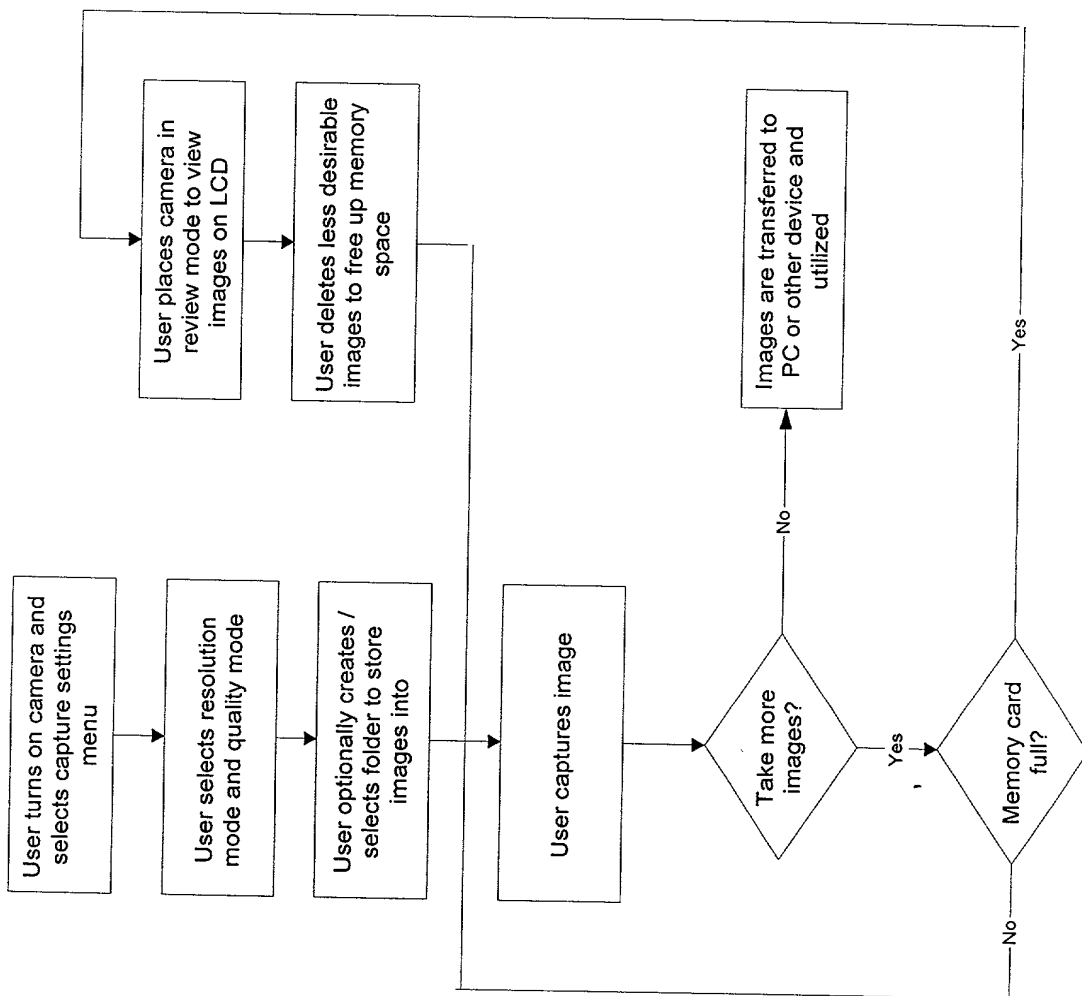 User turns on camera and
selects capture settings
menu
User selects resolution
mode and quality mode
User optionally creates /
selects folder to store
images into
User captures image
Take more
images?
No
Images are transferred to
PC or other device and
utilized
Yes
Memory card
full?
No
Yes
User places camera in
review mode to view
images on LCD
User deletes less desirable
images to free up memory
space